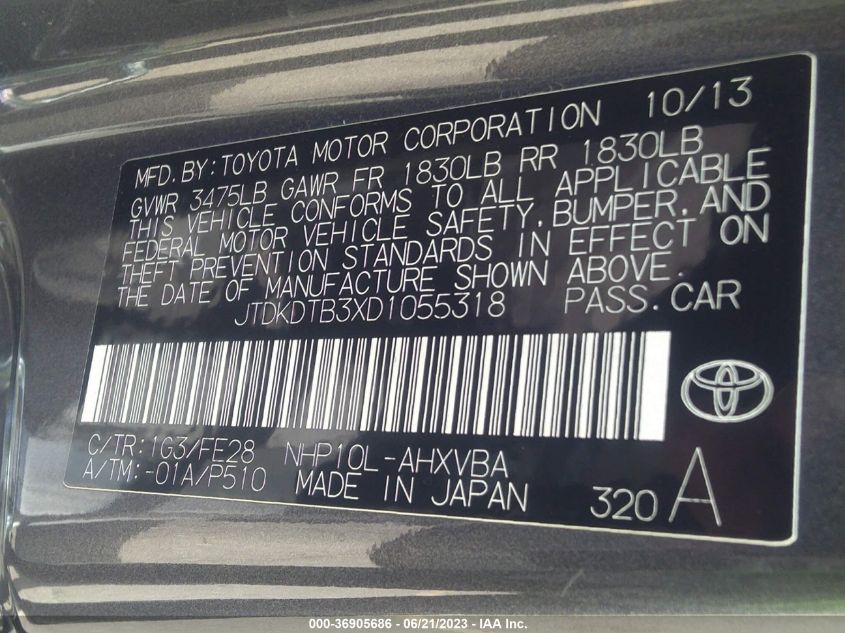 MFD.BY:TOYOTA MOTOR CORPORATION 10/13
GVWR 3475LB GAWR FR 1830LB RR 1830LB
THIS VEHICLE CONFORMS TO ALL APPLICABLE
FEDERAL MOTOR VEHICLE SAFETY, BUMPER, AND
THEFT PREVENTION STANDARDS IN EFFECT ON
THE DATE OF MANUFACTURE SHOWN ABOVE.
JTDKDTB3XD1055318 PASS.CAR
C/TR:1G3/FE28 NHP10L-AHXVBA
A/TM:-01A/P510 MADE IN JAPAN 320 A
000-36905686 - 06/21/2023 - IAA Inc.